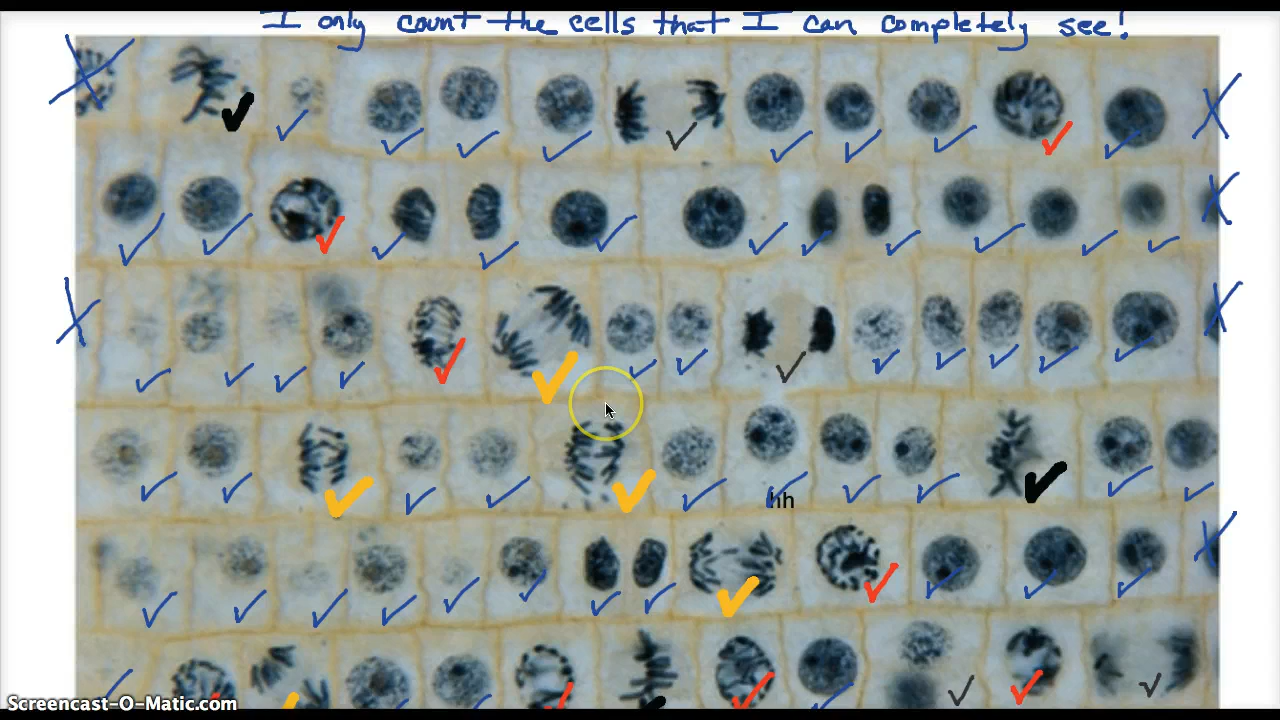 I only count the cells that I can completely see!
hh
Screencast-O-Matic.com